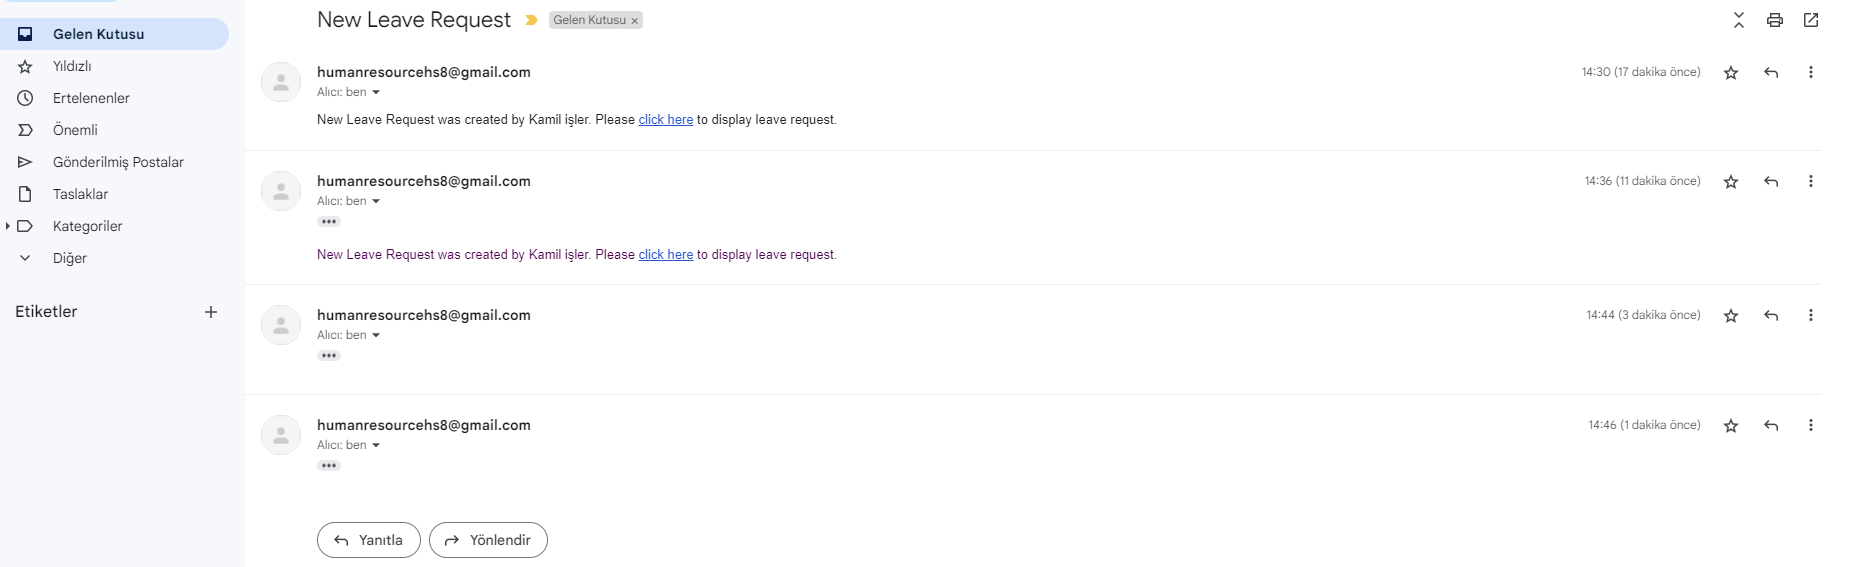 New Leave Request
Gelen Kutusu ×
Gelen Kutusu
Yıldızlı
Ertelenenler
Önemli
Gönderilmiş Postalar
Taslaklar
Kategoriler
Diğer
Etiketler
humanresourcehs8@gmail.com
14:30 (17 dakika önce)
Alıcı: ben
New Leave Request was created by Kamil işler. Please click here to display leave request.
humanresourcehs8@gmail.com
14:36 (11 dakika önce)
Alıcı: ben
New Leave Request was created by Kamil işler. Please click here to display leave request.
humanresourcehs8@gmail.com
14:44 (3 dakika önce)
Alıcı: ben
humanresourcehs8@gmail.com
14:46 (1 dakika önce)
Alıcı: ben
Yanıtla
Yönlendir